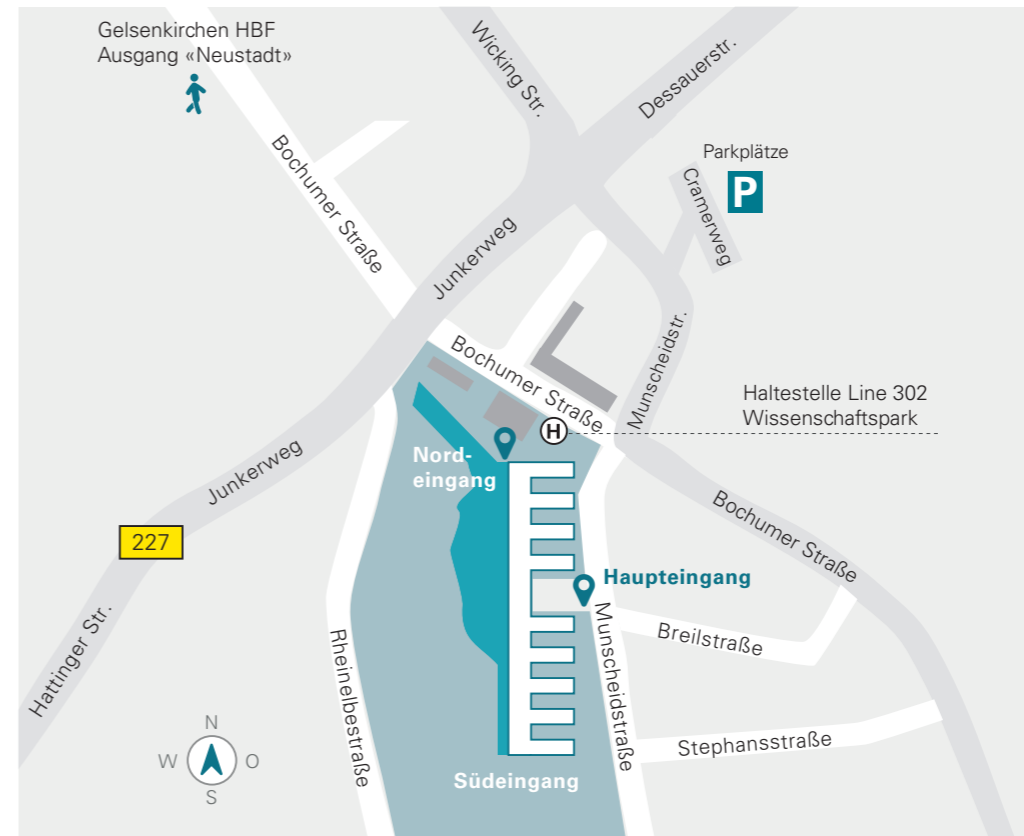 Gelsenkirchen HBF
Ausgang «Neustadt»
Wicking Str.
Dessauerstr.
Parkplätze
P
Cramerweg
Bochumer Straße
Junkerweg
Bochumer Straße
Munscheidstr.
Haltestelle Line 302
Wissenschaftspark
H
Nord-
eingang
Junkerweg
227
Bochumer Straße
Haupteingang
Hattinger Str.
Rheinelbestraße
Munscheidstraße
Breilstraße
Stephansstraße
Südeingang
N
W
O
S